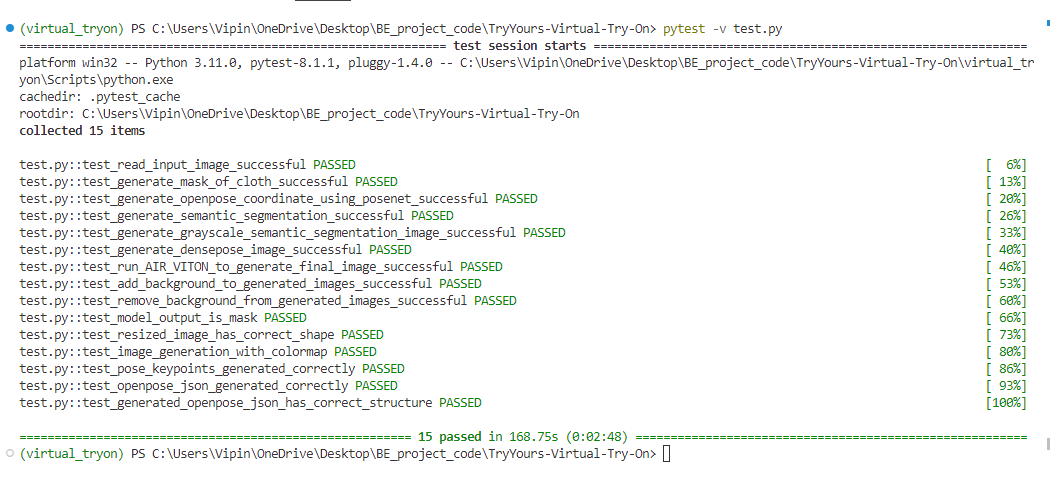 (virtual_tryon) PS C:\Users\Vipin\OneDrive\Desktop\BE_project_code\TryYours-Virtual-Try-On> pytest -v test.py
============================================================= test session starts ==============================================================
platform win32 -- Python 3.11.0, pytest-8.1.1, pluggy-1.4.0 -- C:\Users\Vipin\OneDrive\Desktop\BE_project_code\TryYours-Virtual-Try-On\virtual_tr
yon\Scripts\python.exe
cachedir: .pytest_cache
rootdir: C:\Users\Vipin\OneDrive\Desktop\BE_project_code\TryYours-Virtual-Try-On
collected 15 items
test.py::test_read_input_image_successful PASSED [  6%]
test.py::test_generate_mask_of_cloth_successful PASSED [ 13%]
test.py::test_generate_openpose_coordinate_using_posenet_successful PASSED [ 20%]
test.py::test_generate_semantic_segmentation_successful PASSED [ 26%]
test.py::test_generate_grayscale_semantic_segmentation_image_successful PASSED [ 33%]
test.py::test_generate_densepose_image_successful PASSED [ 40%]
test.py::test_run_AIR_VITON_to_generate_final_image_successful PASSED [ 46%]
test.py::test_add_background_to_generated_images_successful PASSED [ 53%]
test.py::test_remove_background_from_generated_images_successful PASSED [ 60%]
test.py::test_model_output_is_mask PASSED [ 66%]
test.py::test_resized_image_has_correct_shape PASSED [ 73%]
test.py::test_image_generation_with_colormap PASSED [ 80%]
test.py::test_pose_keypoints_generated_correctly PASSED [ 86%]
test.py::test_openpose_json_generated_correctly PASSED [ 93%]
test.py::test_generated_openpose_json_has_correct_structure PASSED [100%]
======================================================== 15 passed in 168.75s (0:02:48) ========================================================
(virtual_tryon) PS C:\Users\Vipin\OneDrive\Desktop\BE_project_code\TryYours-Virtual-Try-On>